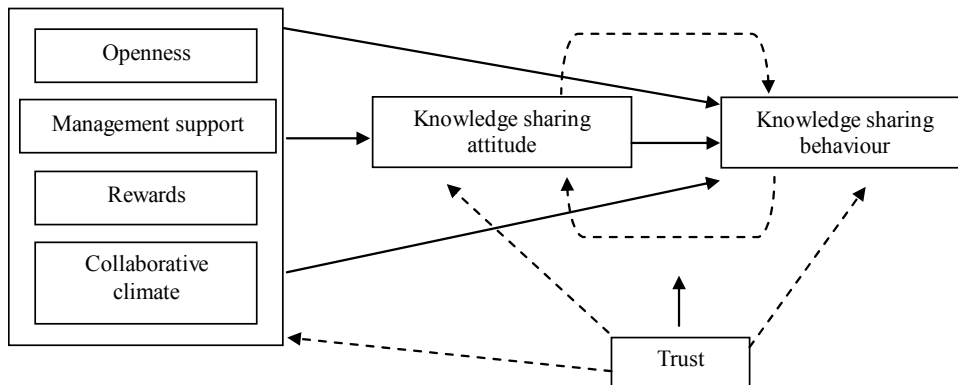 Openness
Management support
Rewards
Collaborative
climate
Knowledge sharing
attitude
Knowledge sharing
behaviour
Trust